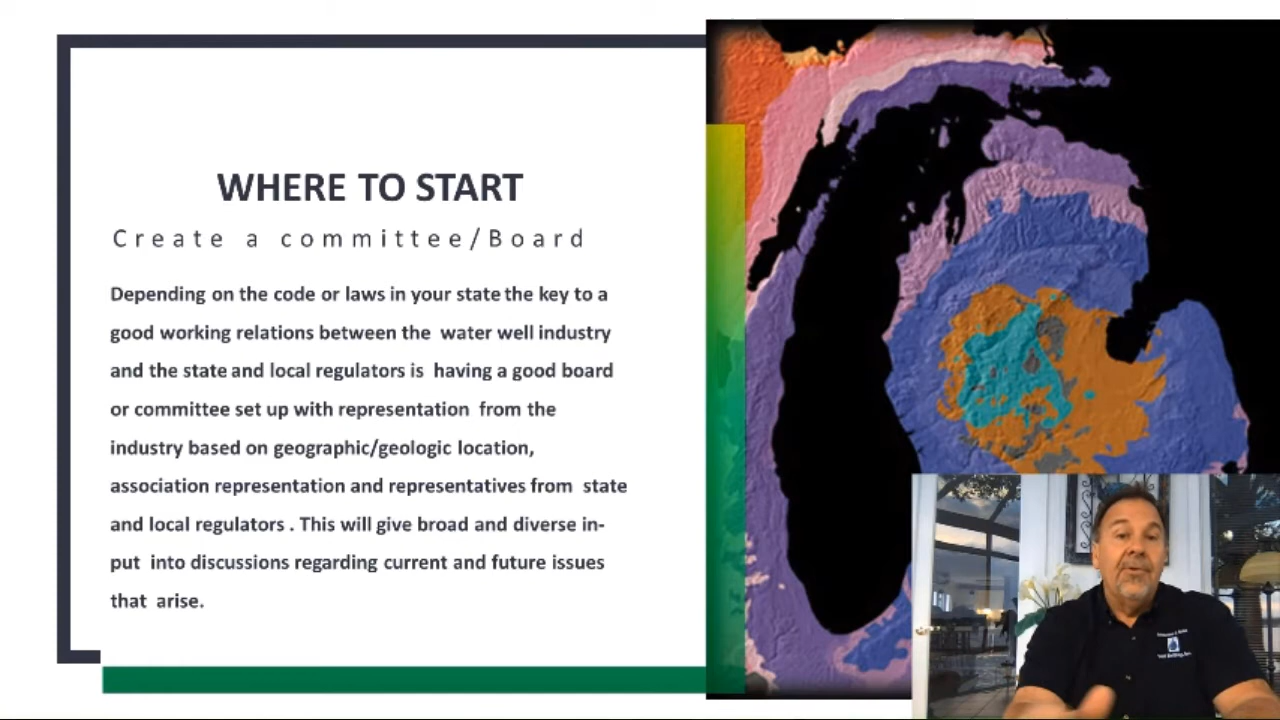 WHERE TO START
Create a committee/Board
Depending on the code or laws in your state the key to a
good working relations between the water well industry
and the state and local regulators is having a good board
or committee set up with representation from the
industry based on geographic/geologic location,
association representation and representatives from state
and local regulators . This will give broad and diverse in-
put into discussions regarding current and future issues
that arise.